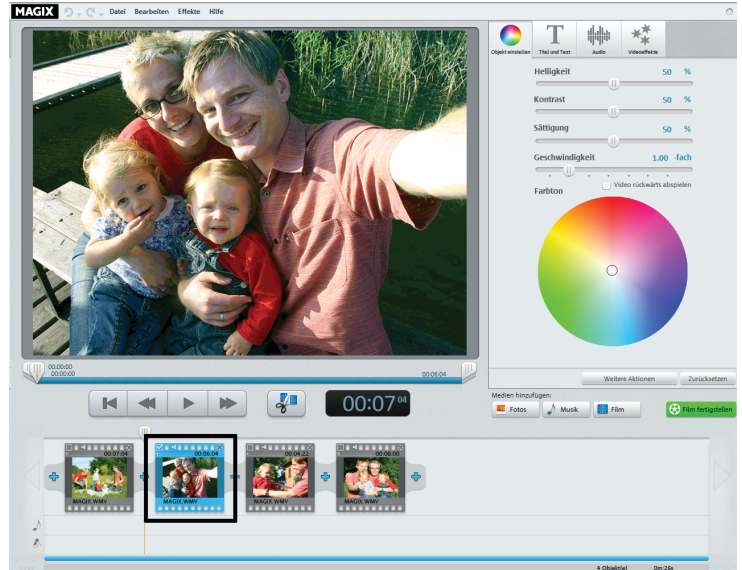 MAGIX Datei Bearbeiten Effekte Hilfe
Objekt einstellen Titel und Text Audio Videoeffekte
Helligkeit 50 %
Kontrast 50 %
Sättigung 50 %
Geschwindigkeit 1.00 -fach
Video rückwärts abspielen
Farbton
00:00:00
00:00:00 00:06:04
Weitere Aktionen Zurücksetzen
00:07 04
Medien hinzufügen:
Fotos Musik Film Film fertigstellen
00:07:04 00:06:04 00:04:22 00:08:00
MAGIX.WMV MAGIX.WMV MAGIX.WMV MAGIX.WMV
4 Objekt(e) 0m:26s